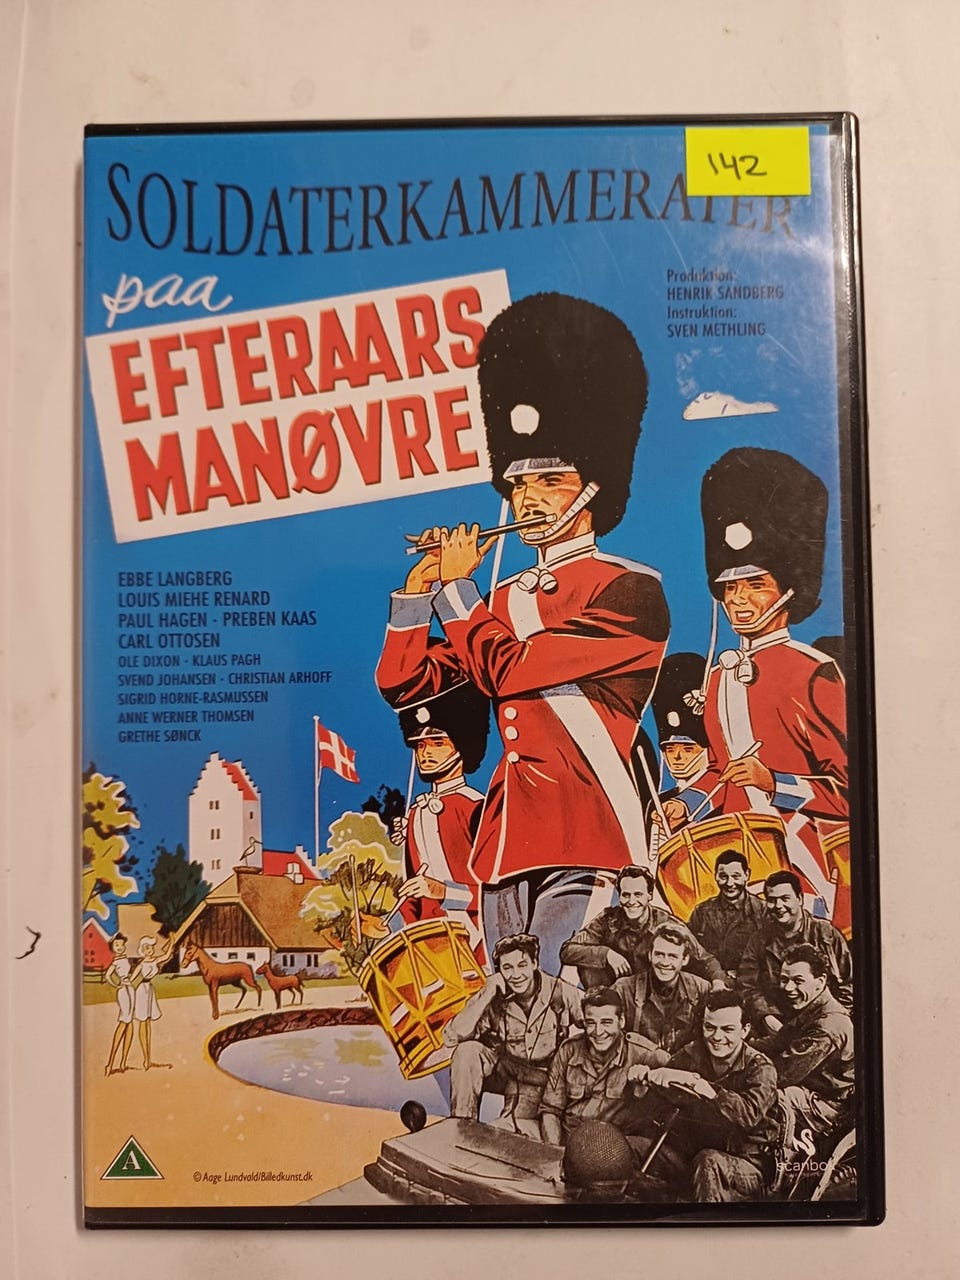 142
SOLDATERKAMMERATER
paa
EFTERAARS
MANØVRE
Produktion:
HENRIK SANDBERG
Instruktion:
SVEN METHLING
EBBE LANGBERG
LOUIS MIEHE RENARD
PAUL HAGEN - PREBEN KAAS
CARL OTTOSEN
OLE DIXON - KLAUS PAGH
SVEND JOHANSEN - CHRISTIAN ARHOFF
SIGRID HORNE-RASMUSSEN
ANNE WERNER THOMSEN
GRETHE SØNCK
A
© Aage Lundvald/Billedkunst.dk
scanbox